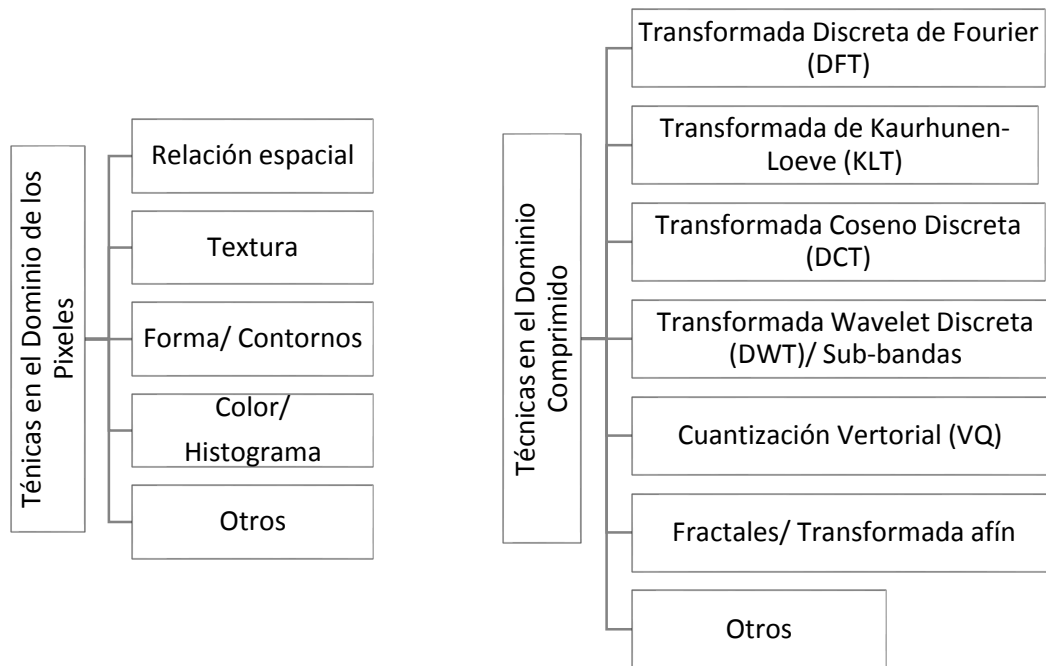 Ténicas en el Dominio de los
Pixeles
Relación espacial
Textura
Forma/ Contornos
Color/
Histograma
Otros
Técnicas en el Dominio
Comprimido
Transformada Discreta de Fourier
(DFT)
Transformada de Kaurhunen-
Loeve (KLT)
Transformada Coseno Discreta
(DCT)
Transformada Wavelet Discreta
(DWT)/ Sub-bandas
Cuantización Vertorial (VQ)
Fractales/ Transformada afín
Otros